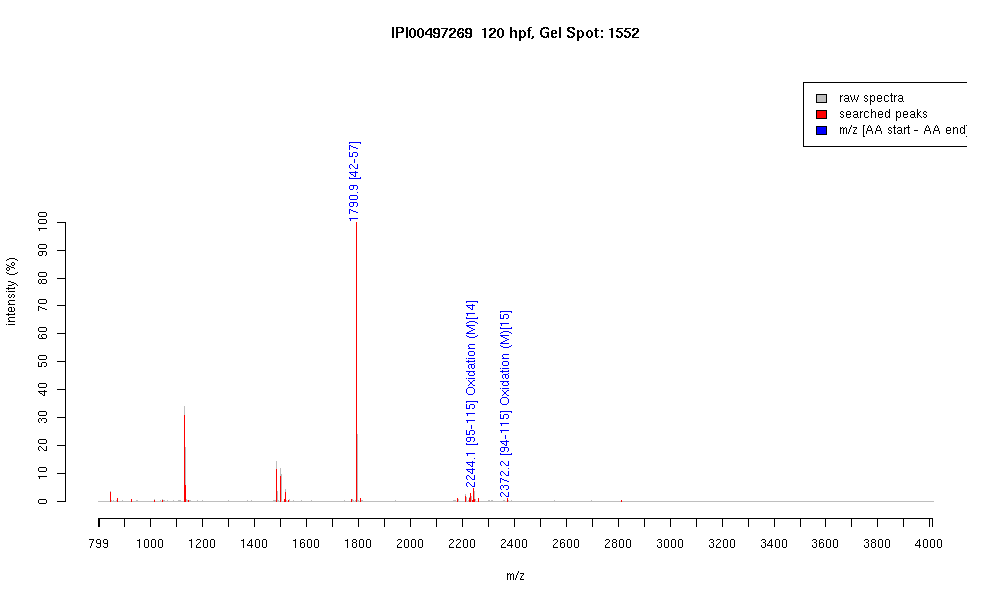 IPI00497269 120 hpf, Gel Spot: 1552
raw spectra
searched peaks
m/z [AA start - AA end]
1790.9 [42-57]
2244.1 [95-115] Oxidation (M)[14]
2372.2 [94-115] Oxidation (M)[15]
intensity (%)
100
90
80
70
60
50
40
30
20
10
0
799 1000 1200 1400 1600 1800 2000 2200 2400 2600 2800 3000 3200 3400 3600 3800 4000
m/z